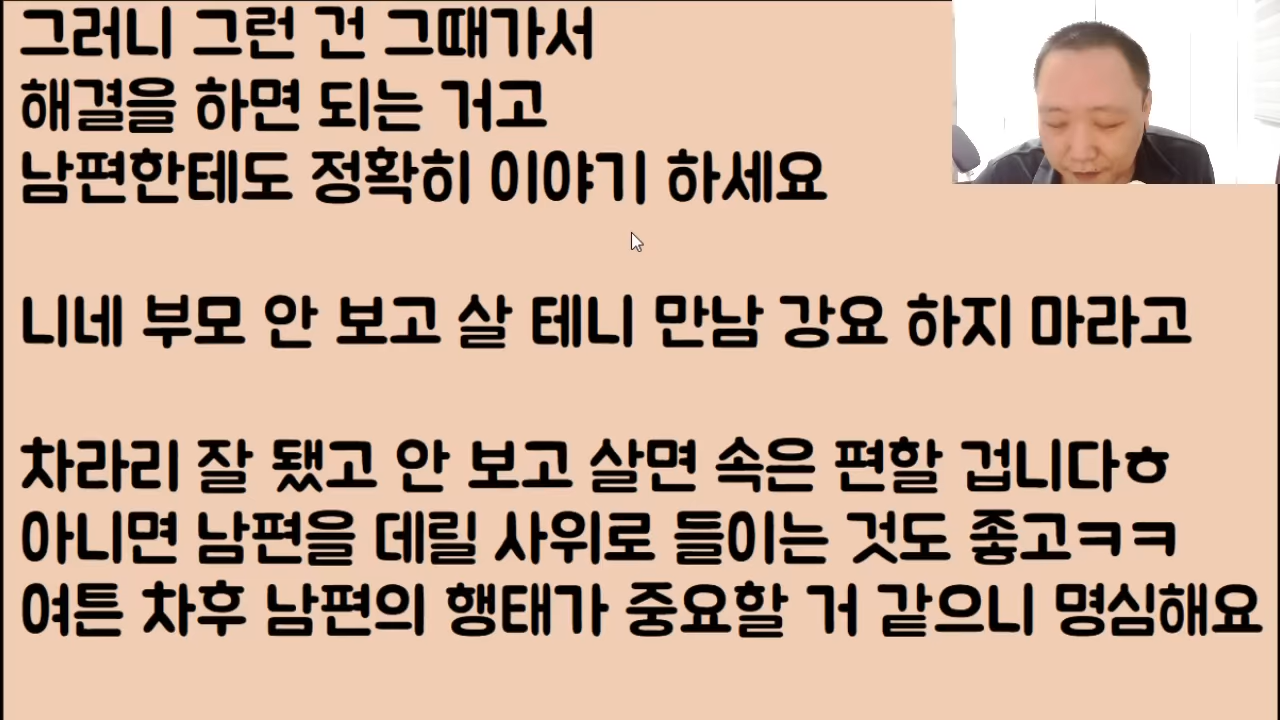 그러니 그런 건 그때가서
해결을 하면 되는 거고
남편한테도 정확히 이야기 하세요
니네 부모 안 보고 살 테니 만남 강요 하지 마라고
차라리 잘 됐고 안 보고 살면 속은 편할 겁니다ㅎ
아니면 남편을 데릴 사위로 들이는 것도 좋고ㅋㅋ
여튼 차후 남편의 행태가 중요할 거 같으니 명심해요